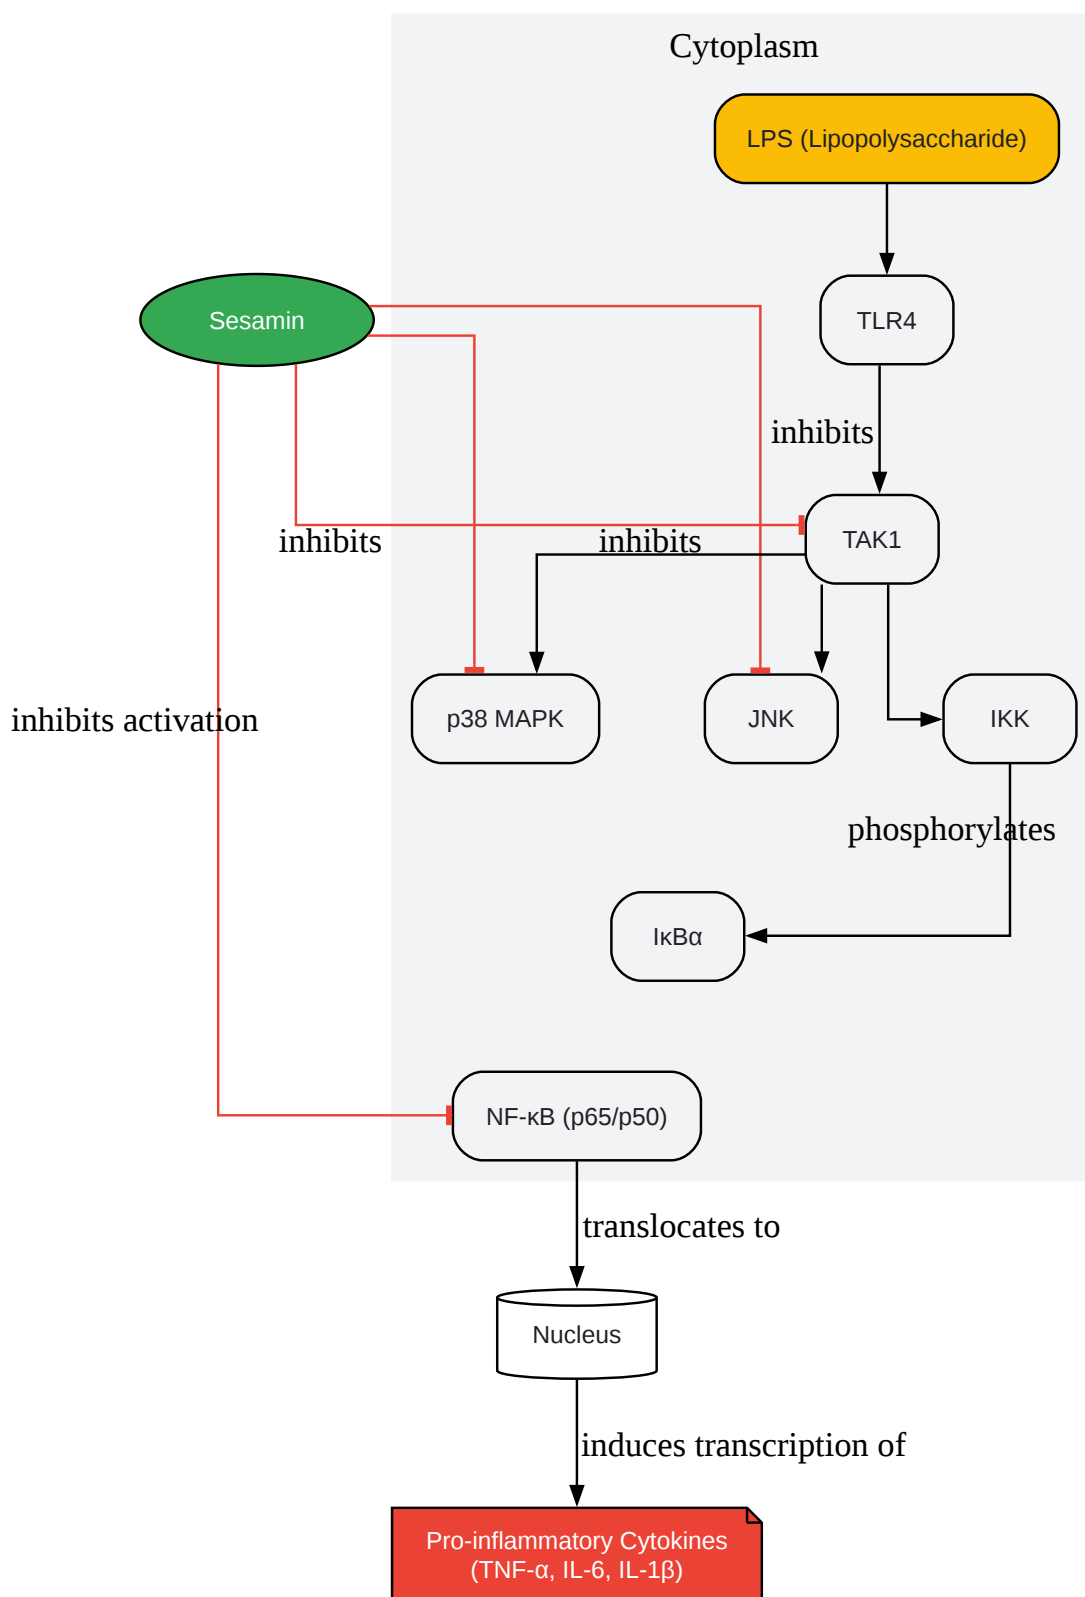 Cytoplasm
LPS (Lipopolysaccharide)
Sesamin
TLR4
inhibits
inhibits
inhibits
TAK1
inhibits activation
p38 MAPK
JNK
IKK
phosphorylates
IκBα
NF-κB (p65/p50)
translocates to
Nucleus
induces transcription of
Pro-inflammatory Cytokines
(TNF-α, IL-6, IL-1β)